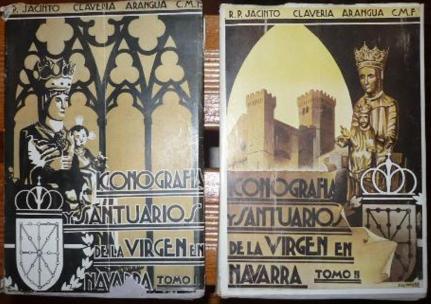 R.P. JACINTO CLAVERIA ARANGUA C.M.F.
ICONOGRAFIA
Y SANTUARIOS
DE LA VIRGEN EN
NAVARRA TOMO I
R.P. JACINTO CLAVERIA ARANGUA C.M.F.
ICONOGRAFIA
Y SANTUARIOS
DE LA VIRGEN EN
NAVARRA TOMO II